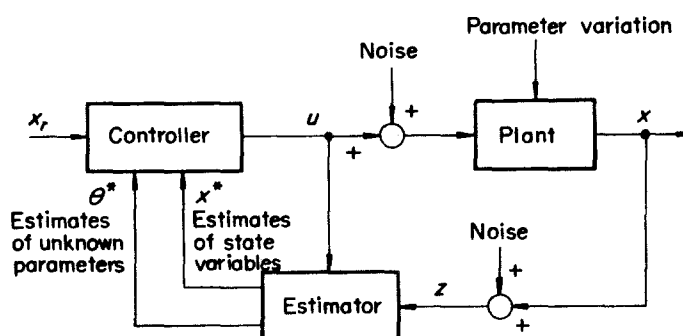 Parameter variation
Noise
x_r
Controller
u
+
+
Plant
x
θ*
x*
Estimates
of unknown
parameters
Estimates
of state
variables
Noise
+
z
+
Estimator